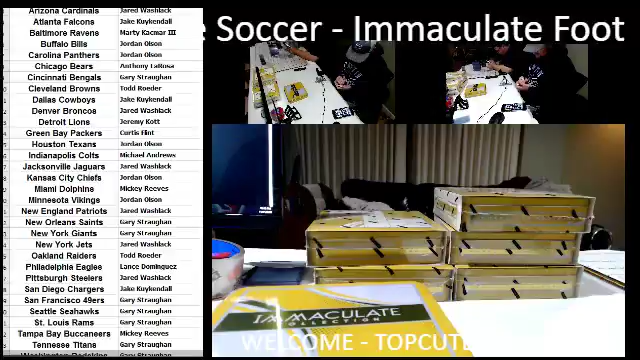 e Soccer - Immaculate Foot
Arizona Cardinals Jared Washlack
Atlanta Falcons Jake Kuykendall
Baltimore Ravens Marty Kacmar III
Buffalo Bills Jordan Olson
Carolina Panthers Jordan Olson
Chicago Bears Anthony LaRosa
Cincinnati Bengals Gary Straughan
Cleveland Browns Todd Roeder
Dallas Cowboys Jake Kuykendall
Denver Broncos Jared Washlack
Detroit Lions Jeremy Kott
Green Bay Packers Curtis Flint
Houston Texans Jordan Olson
Indianapolis Colts Michael Andrews
Jacksonville Jaguars Jared Washlack
Kansas City Chiefs Jordan Olson
Miami Dolphins Mickey Reeves
Minnesota Vikings Jordan Olson
New England Patriots Jared Washlack
New Orleans Saints Gary Straughan
New York Giants Gary Straughan
New York Jets Jared Washlack
Oakland Raiders Todd Roeder
Philadelphia Eagles Lance Dominguez
Pittsburgh Steelers Jared Washlack
San Diego Chargers Jake Kuykendall
San Francisco 49ers Gary Straughan
Seattle Seahawks Gary Straughan
St. Louis Rams Gary Straughan
Tampa Bay Buccaneers Mickey Reeves
Tennessee Titans Gary Straughan
Washington Redskins Gary Straughan
IMMACULATE
COLLECTION
WELCOME - TOPCUT